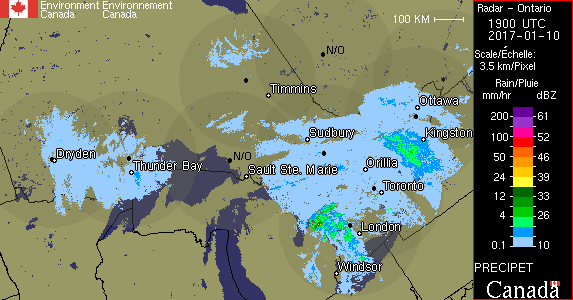 Environment Environnement
Canada Canada
100 KM
N/O
Timmins
Ottawa
Sudbury
Kingston
Dryden
Thunder Bay
N/O
Sault Ste. Marie
Orillia
Toronto
London
Windsor
Radar - Ontario
1900 UTC
2017-01-10
Scale/Échelle:
3.5 km/Pixel
Rain/Pluie
mm/hr dBZ
200 61
100 52
50 46
24 39
12 33
4 26
0.1 10
PRECIPET
Canada